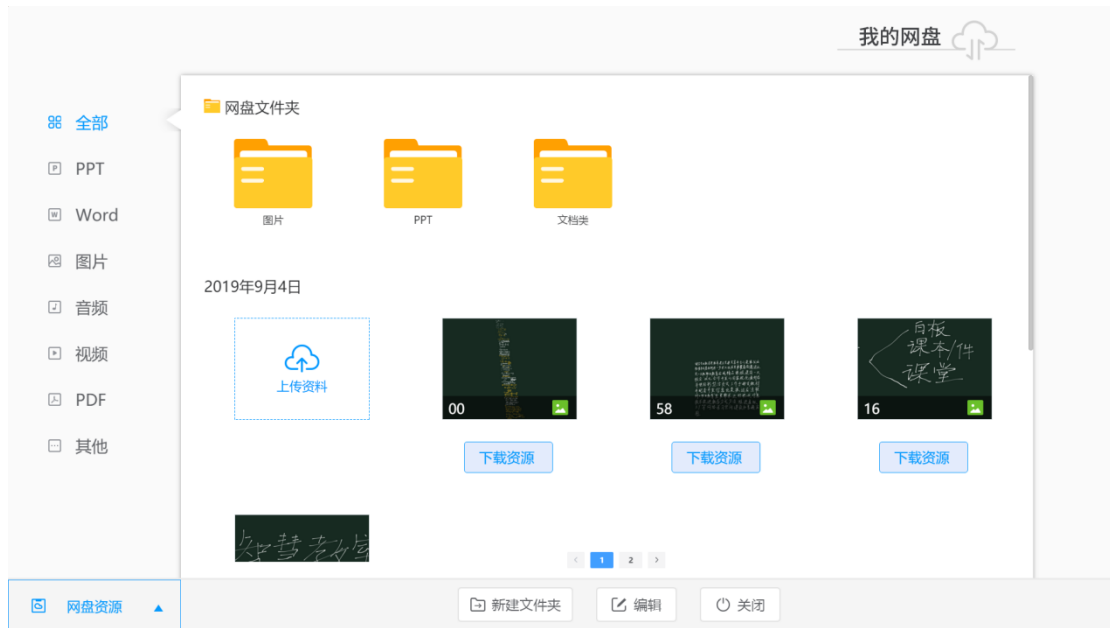 我的网盘
网盘文件夹
全部
PPT
Word
图片
音频
视频
PDF
其他
图片
PPT
文档类
2019年9月4日
上传资料
00
58
白板
课本/件
课堂
16
下载资源
下载资源
下载资源
智慧教室
1
2
网盘资源
新建文件夹
编辑
关闭